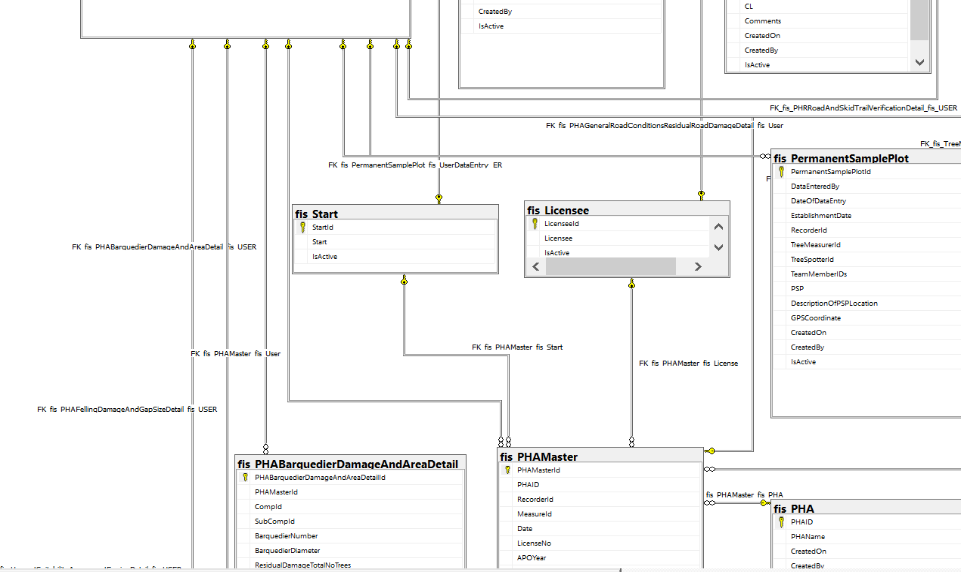 CreatedBy
IsActive
CL
Comments
CreatedOn
CreatedBy
IsActive
FK_fis_PHRRoadAndSkidTrailVerificationDetail_fis_USER
FK_fis_PHAGeneralRoadConditionsResidualRoadDamageDetail_fis_User
FK_fis_PermanentSamplePlot_fis_UserDataEntry_ER
FK_fis_TreeM
F
fis_PermanentSamplePlot
PermanentSamplePlotId
DataEnteredBy
DateOfDataEntry
EstablishmentDate
RecorderId
TreeMeasurerId
TreeSpotterId
TeamMemberIDs
PSP
DescriptionOfPSPLocation
GPSCoordinate
CreatedOn
CreatedBy
IsActive
fis_Start
StartId
Start
IsActive
fis_Licensee
LicenseeId
Licensee
IsActive
FK_fis_PHABarquedierDamageAndAreaDetail_fis_USER
FK_fis_PHAMaster_fis_User
FK_fis_PHAMaster_fis_Start
FK_fis_PHAMaster_fis_License
FK_fis_PHAFellingDamageAndGapSizeDetail_fis_USER
fis_PHABarquedierDamageAndAreaDetail
PHABarquedierDamageAndAreaDetailId
PHAMasterId
CompId
SubCompId
BarquedierNumber
BarquedierDiameter
ResidualDamageTotalNoTrees
fis_PHAMaster
PHAMasterId
PHAID
RecorderId
MeasureId
Date
LicenseNo
APOYear
fis_PHAMaster_fis_PHA
fis_PHA
PHAID
PHAName
CreatedOn
CreatedBy